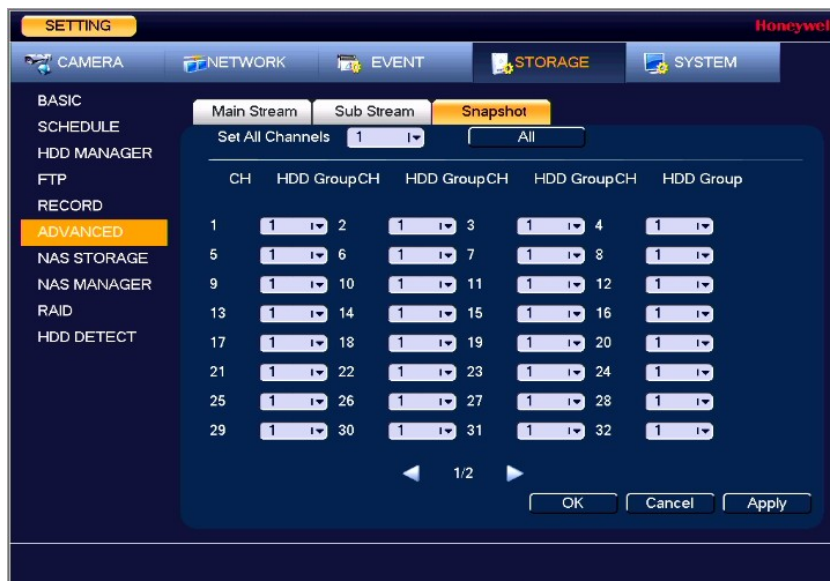 SETTING
Honeywell
CAMERA NETWORK EVENT STORAGE SYSTEM
BASIC
SCHEDULE
HDD MANAGER
FTP
RECORD
ADVANCED
NAS STORAGE
NAS MANAGER
RAID
HDD DETECT
Main Stream Sub Stream Snapshot
Set All Channels 1 All
CH HDD Group CH HDD Group CH HDD Group CH HDD Group
1 1 2 1 3 1 4 1
5 1 6 1 7 1 8 1
9 1 10 1 11 1 12 1
13 1 14 1 15 1 16 1
17 1 18 1 19 1 20 1
21 1 22 1 23 1 24 1
25 1 26 1 27 1 28 1
29 1 30 1 31 1 32 1
1/2
OK Cancel Apply